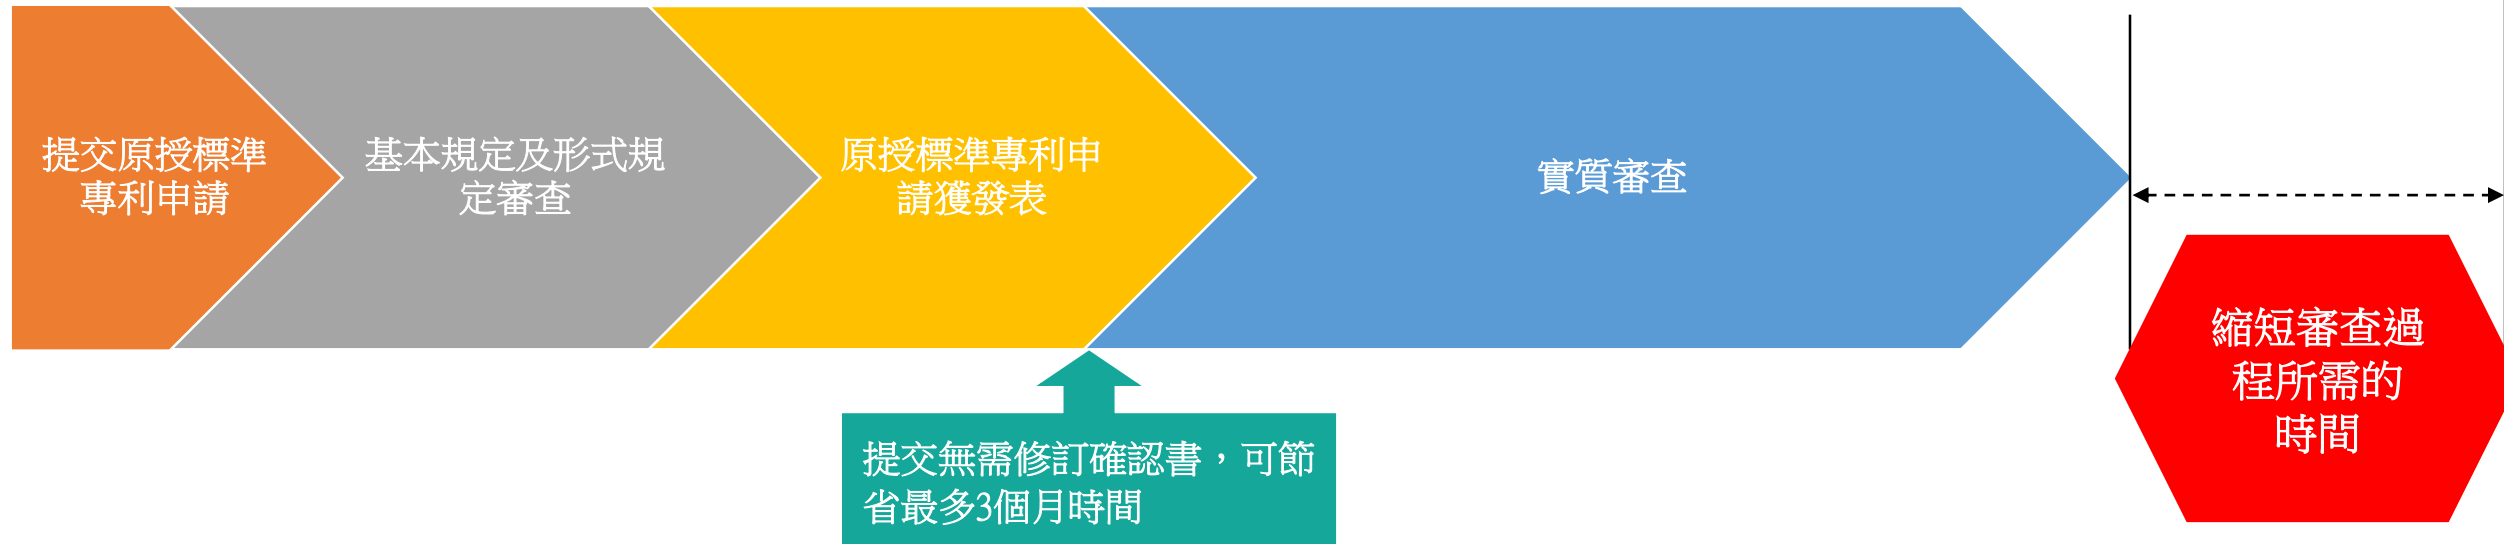 提交原授標準
專利申請
基本規定及形式規
定審查
原授標準專利申
請獲發表
實質審查
縮短審查過
程所需的
時間
提交無需修訂的確認書，可節
省最多3個月時間